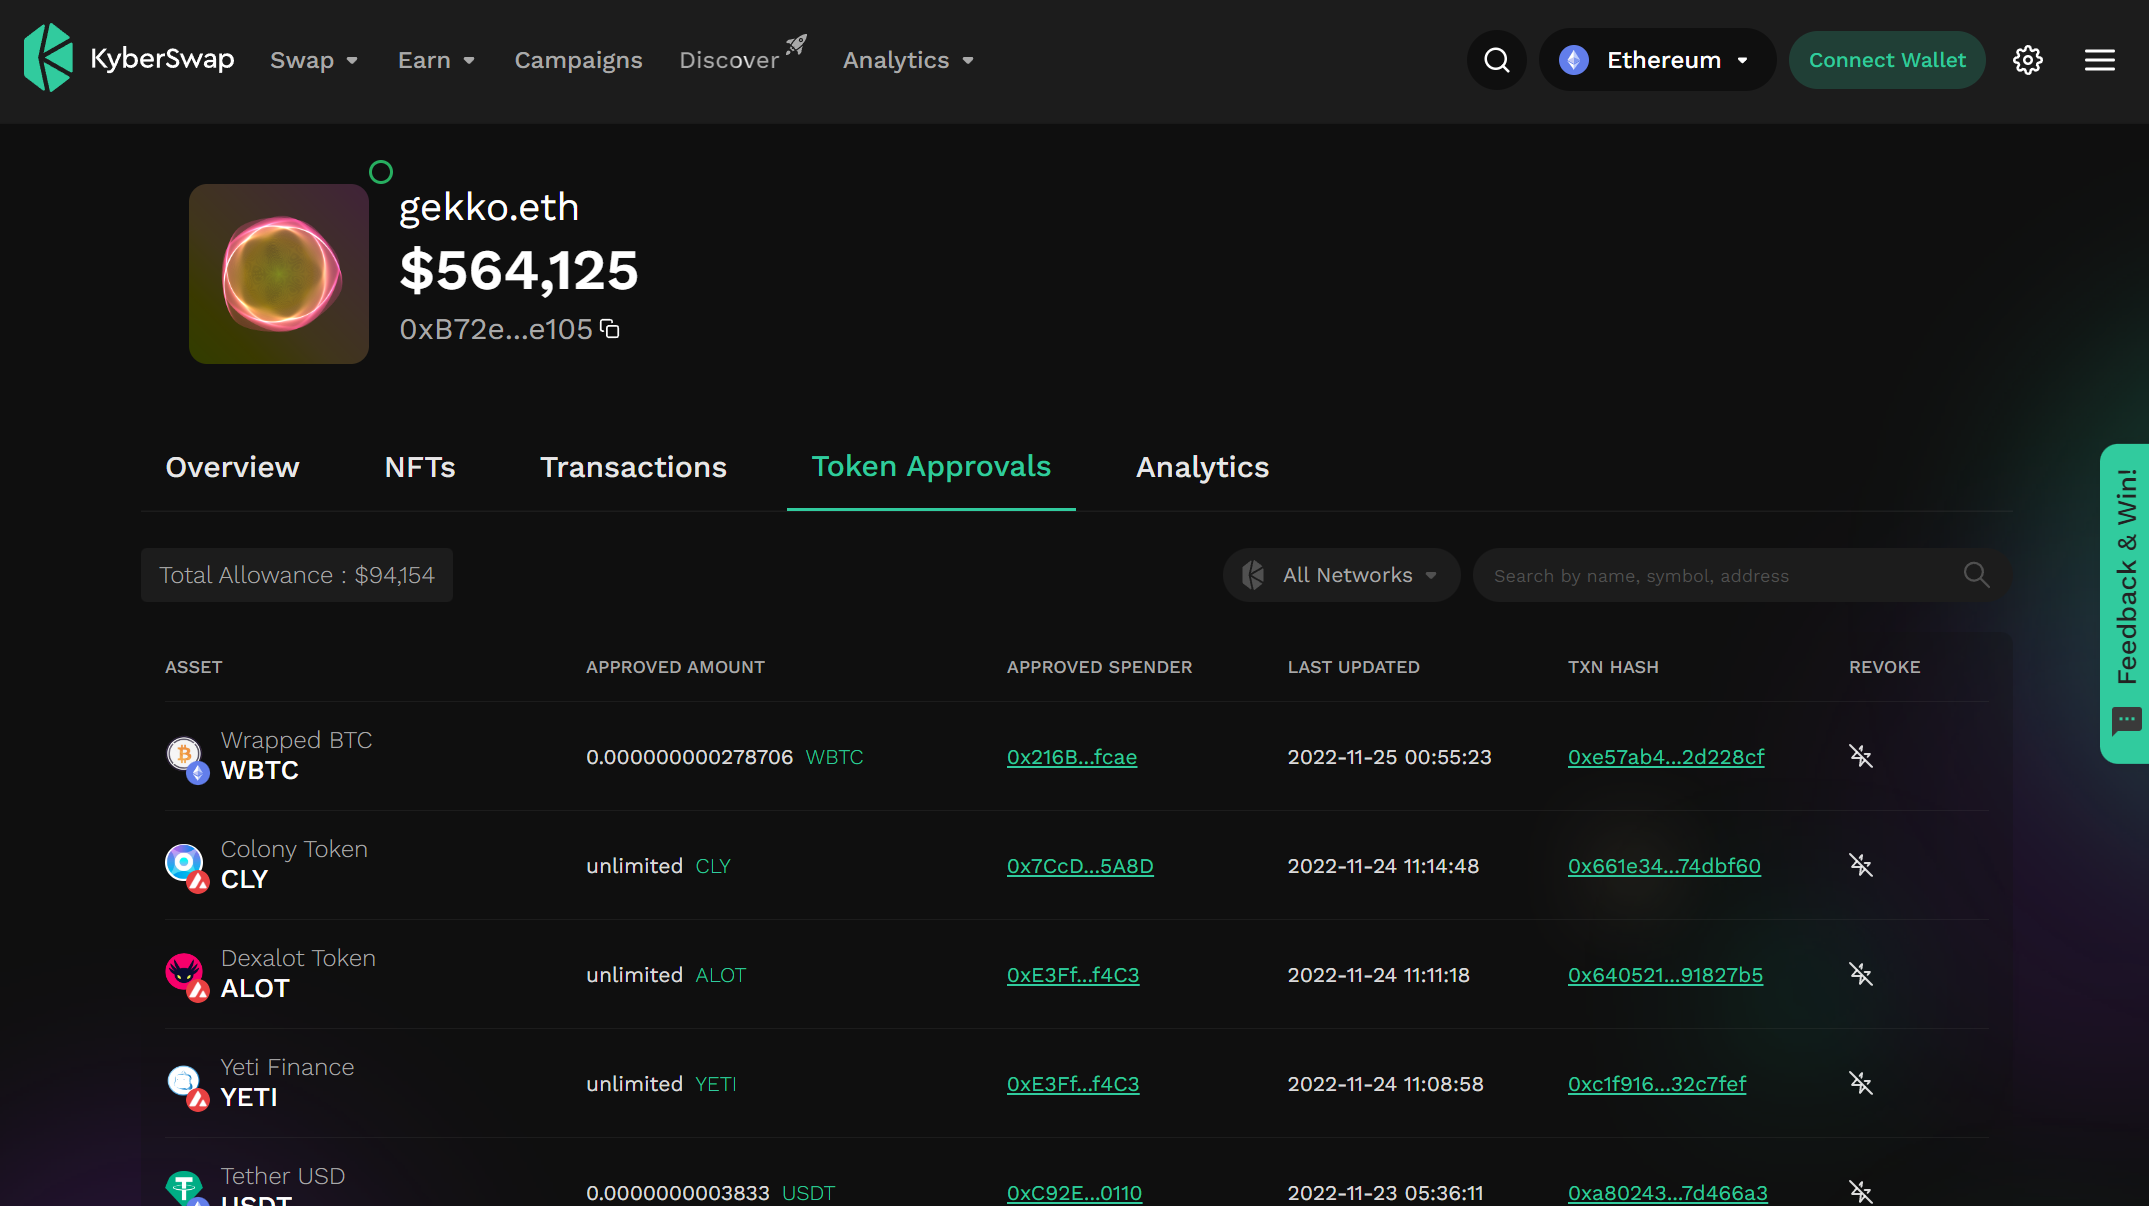 KyberSwap Swap Earn Campaigns Discover Analytics Ethereum Connect Wallet
gekko.eth
$564,125
0xB72e...e105
Overview NFTs Transactions Token Approvals Analytics
Total Allowance : $94,154 All Networks Search by name, symbol, address
Feedback & Win!
ASSET APPROVED AMOUNT APPROVED SPENDER LAST UPDATED TXN HASH REVOKE
Wrapped BTC
WBTC 0.000000000278706 WBTC 0x216B...fcae 2022-11-25 00:55:23 0xe57ab4...2d228cf
Colony Token
CLY unlimited CLY 0x7CcD...5A8D 2022-11-24 11:14:48 0x661e34...74dbf60
Dexalot Token
ALOT unlimited ALOT 0xE3Ff...f4C3 2022-11-24 11:11:18 0x640521...91827b5
Yeti Finance
YETI unlimited YETI 0xE3Ff...f4C3 2022-11-24 11:08:58 0xc1f916...32c7fef
Tether USD
USDT 0.0000000003833 USDT 0xC92E...0110 2022-11-23 05:36:11 0xa80243...7d466a3